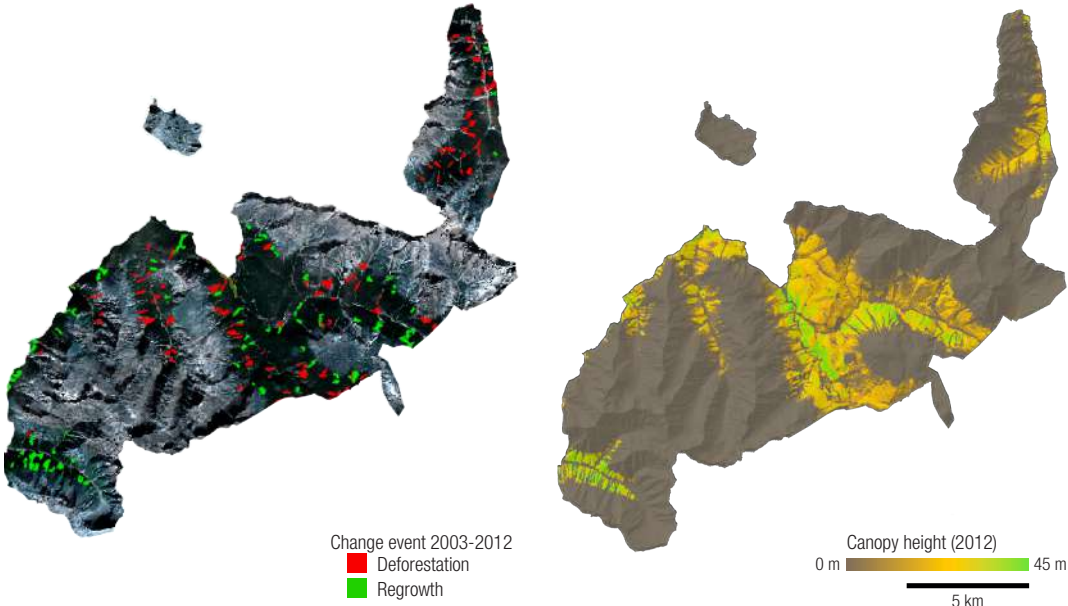 Change event 2003-2012
Deforestation
Regrowth
Canopy height (2012)
0 m 45 m
5 km